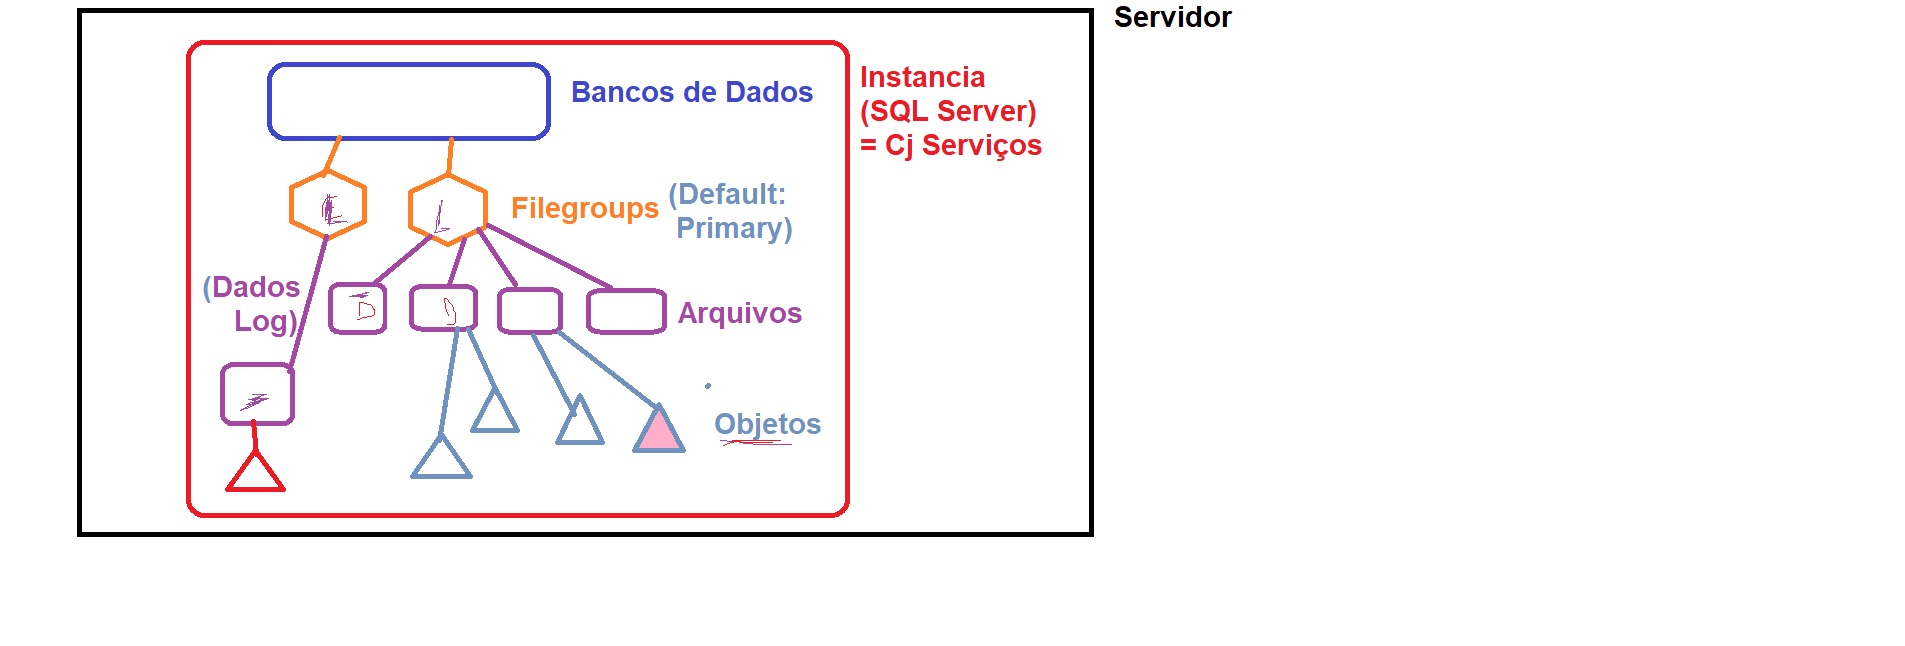 Servidor
Instancia
(SQL Server)
= Cj Serviços
Bancos de Dados
Filegroups
(Default:
Primary)
(Dados
Log)
Arquivos
D
Objetos